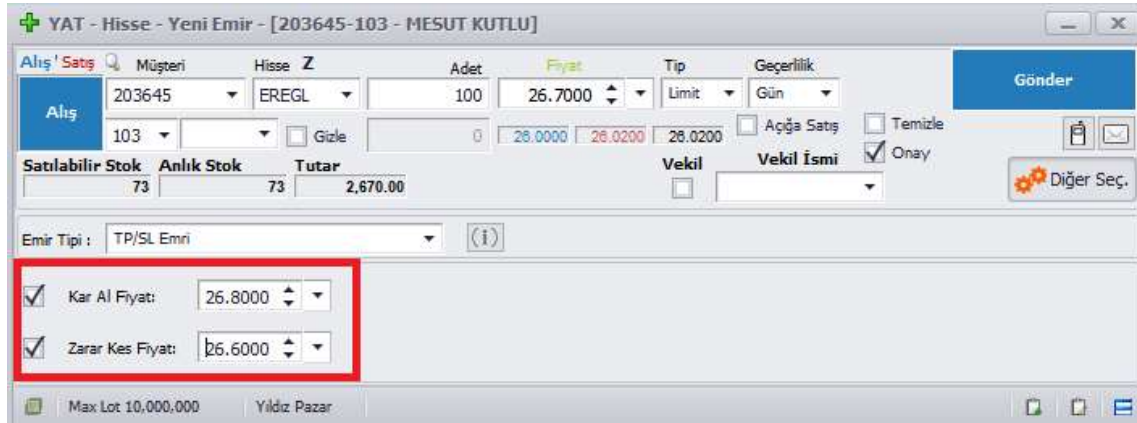 YAT - Hisse - Yeni Emir - [203645-103 - MESUT KUTLU]
Alış' Satış Müşteri Hisse Z Adet Fiyat Tip Geçerlilik
Alış 203645 EREGL 100 26.7000 Limit Gün Gönder
103 Gizle 0 26.0000 26.0200 26.0200 Açığa Satış Temizle
Satılabilir Stok Anlık Stok Tutar Vekil Vekil İsmi Onay
73 73 2,670.00 Diğer Seç.
Emir Tipi : TP/SL Emri (i)
Kar Al Fiyat: 26.8000
Zarar Kes Fiyat: 26.6000
Max Lot 10,000,000 Yıldız Pazar